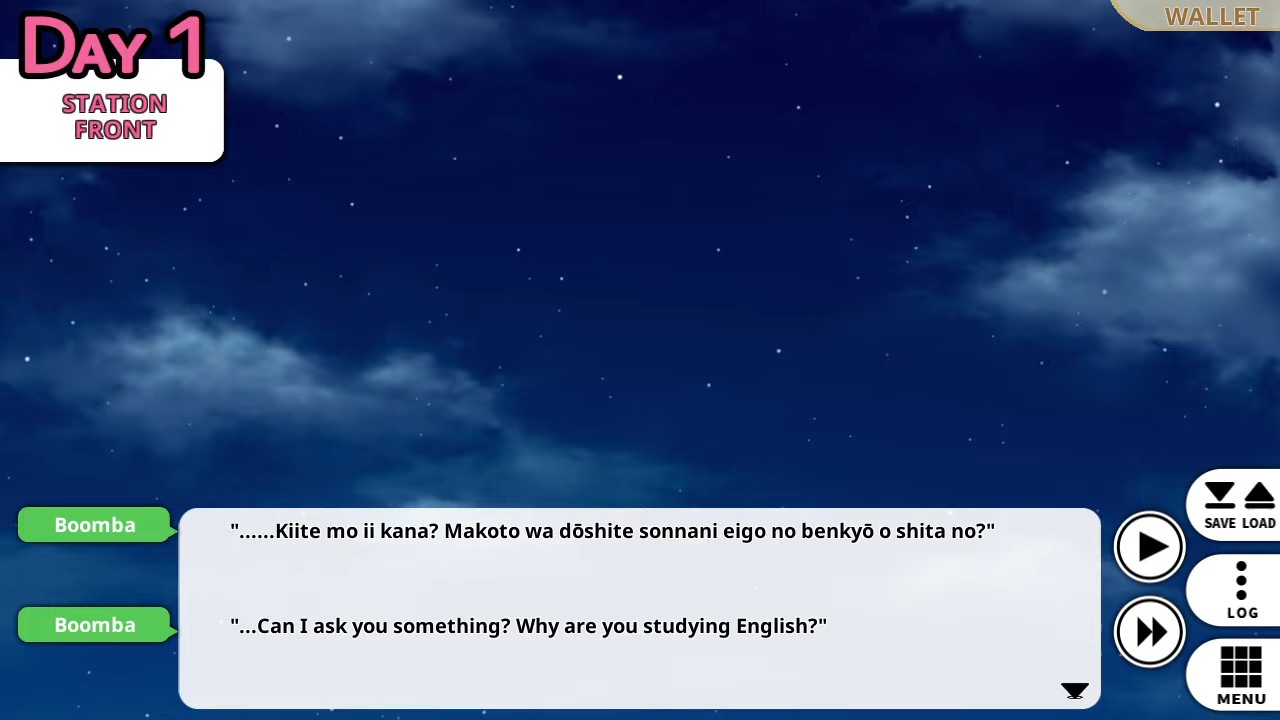 DAY 1
STATION
FRONT
WALLET
Boomba
"......Kiite mo ii kana? Makoto wa dōshite sonnani eigo no benkyō o shita no?"
Boomba
"...Can I ask you something? Why are you studying English?"
SAVE LOAD
LOG
MENU